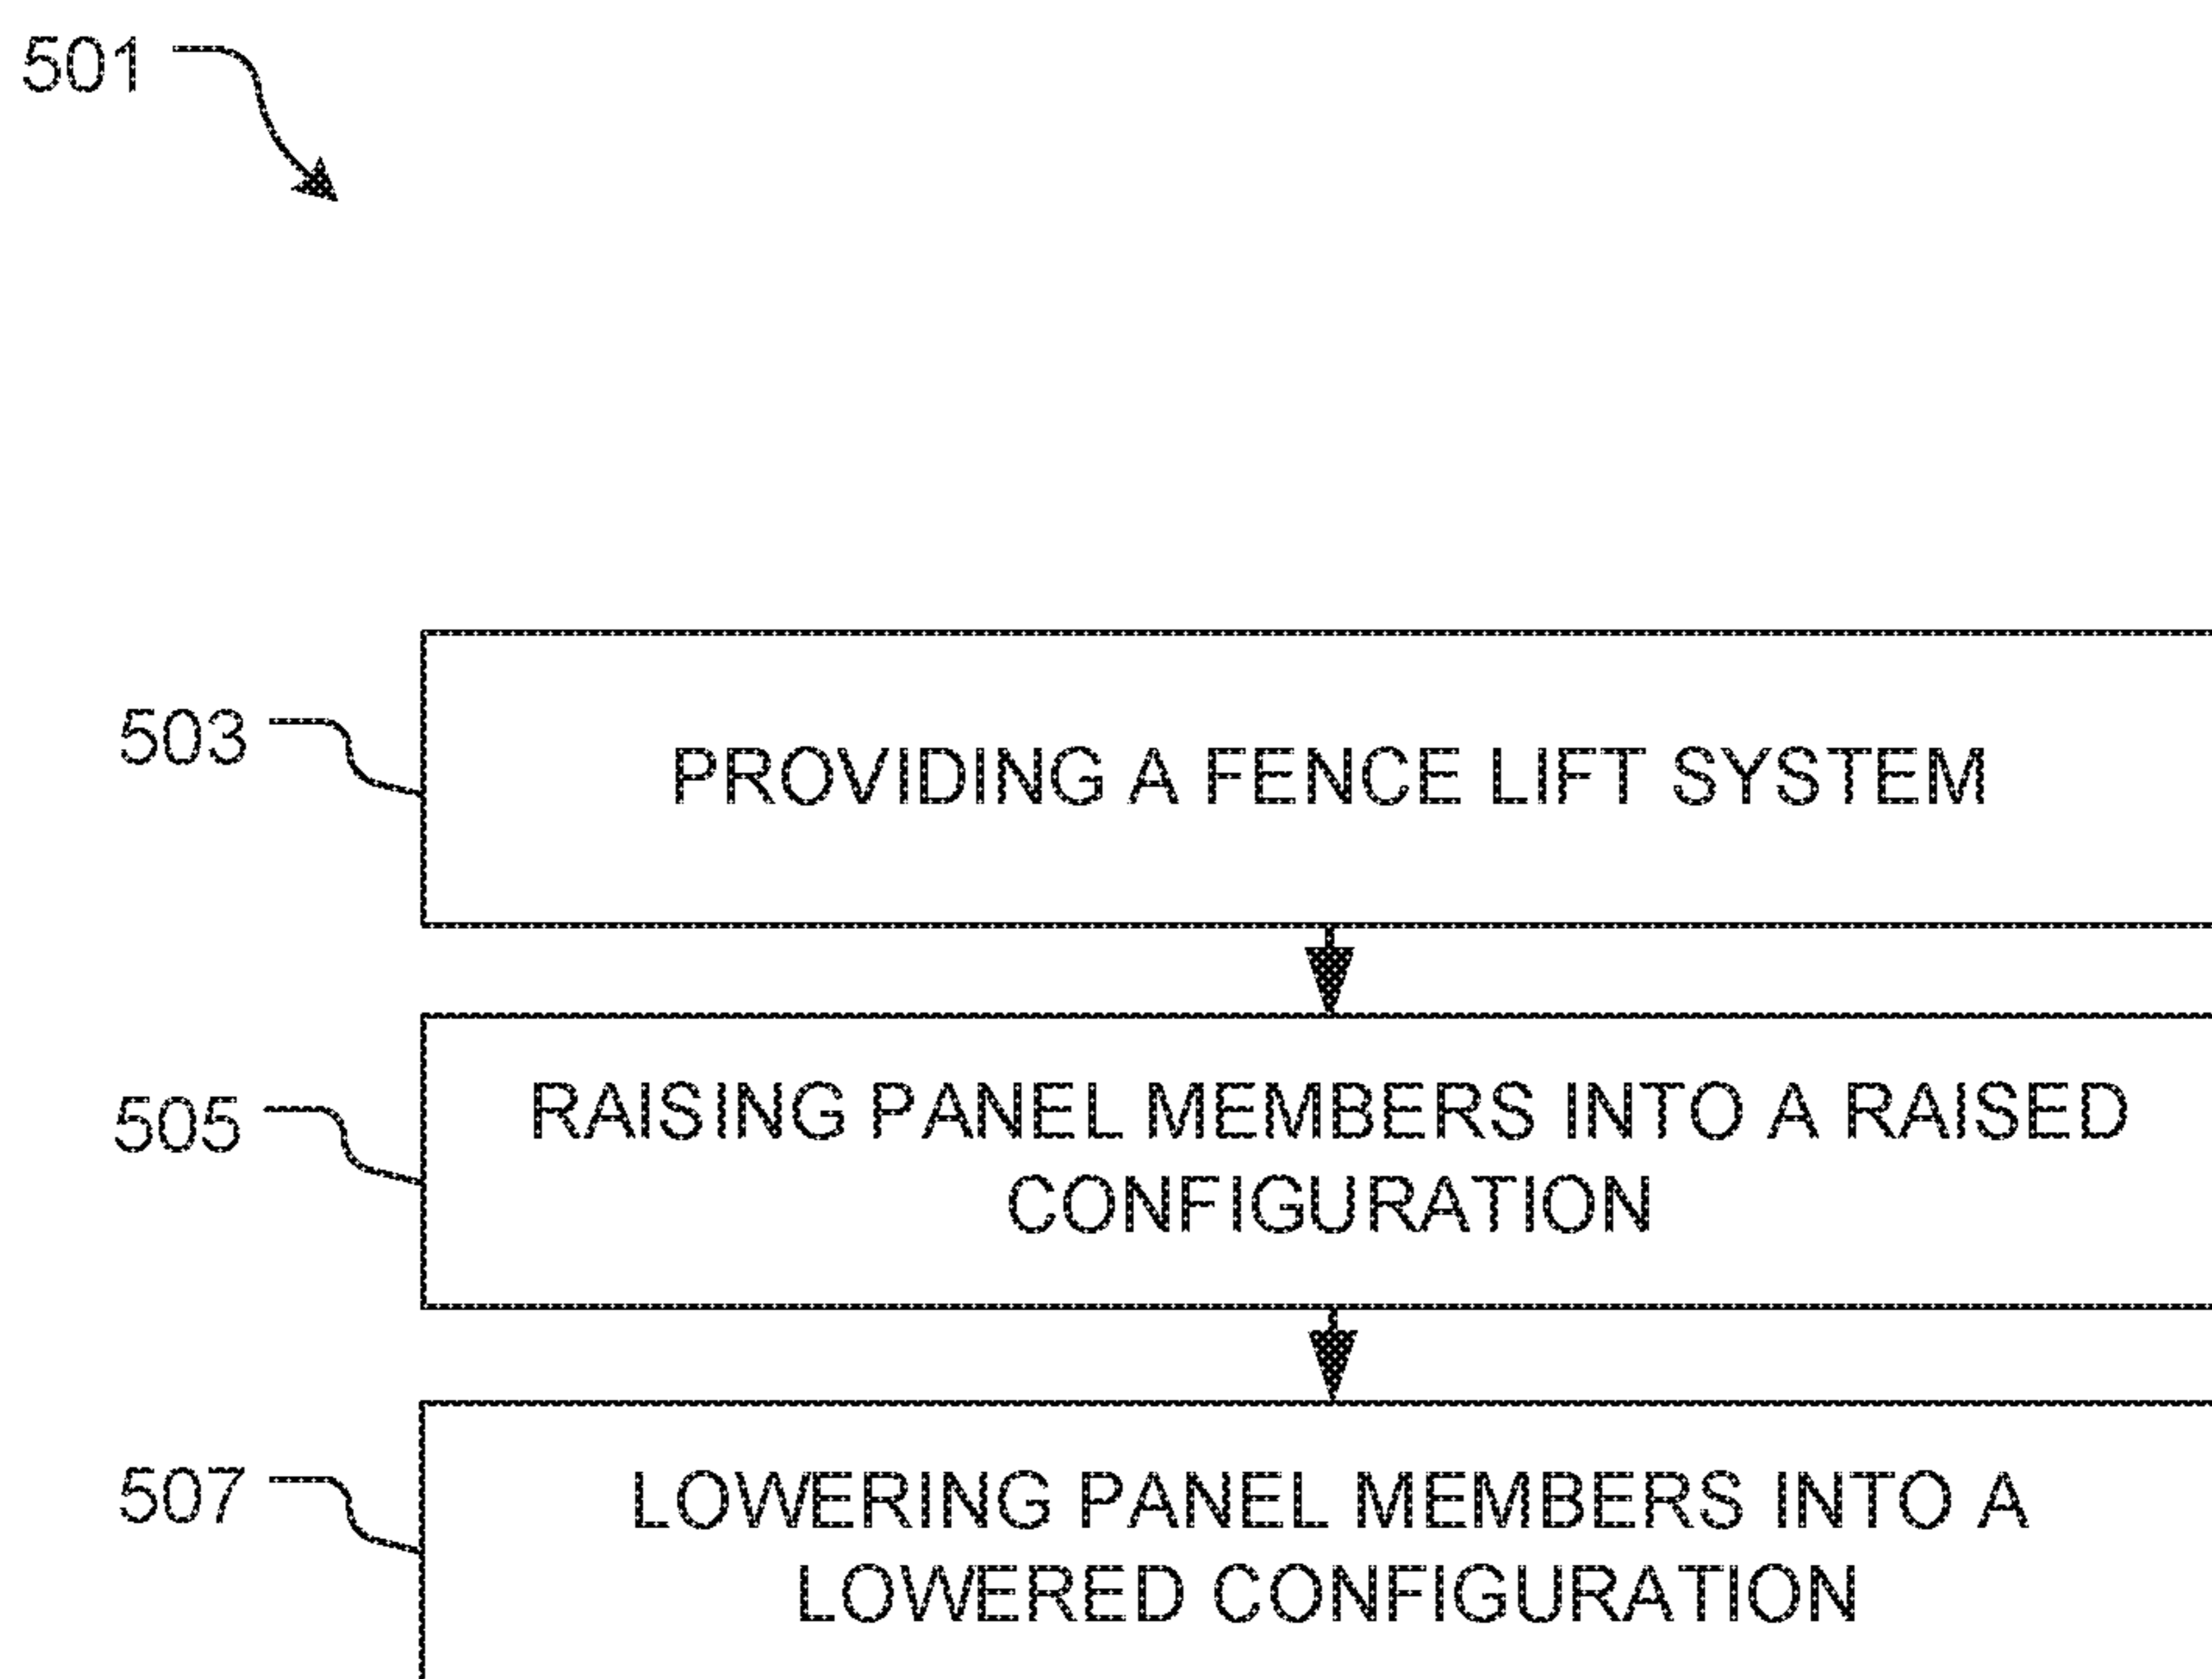 501
503
PROVIDING A FENCE LIFT SYSTEM
505
RAISING PANEL MEMBERS INTO A RAISED
CONFIGURATION
507
LOWERING PANEL MEMBERS INTO A
LOWERED CONFIGURATION